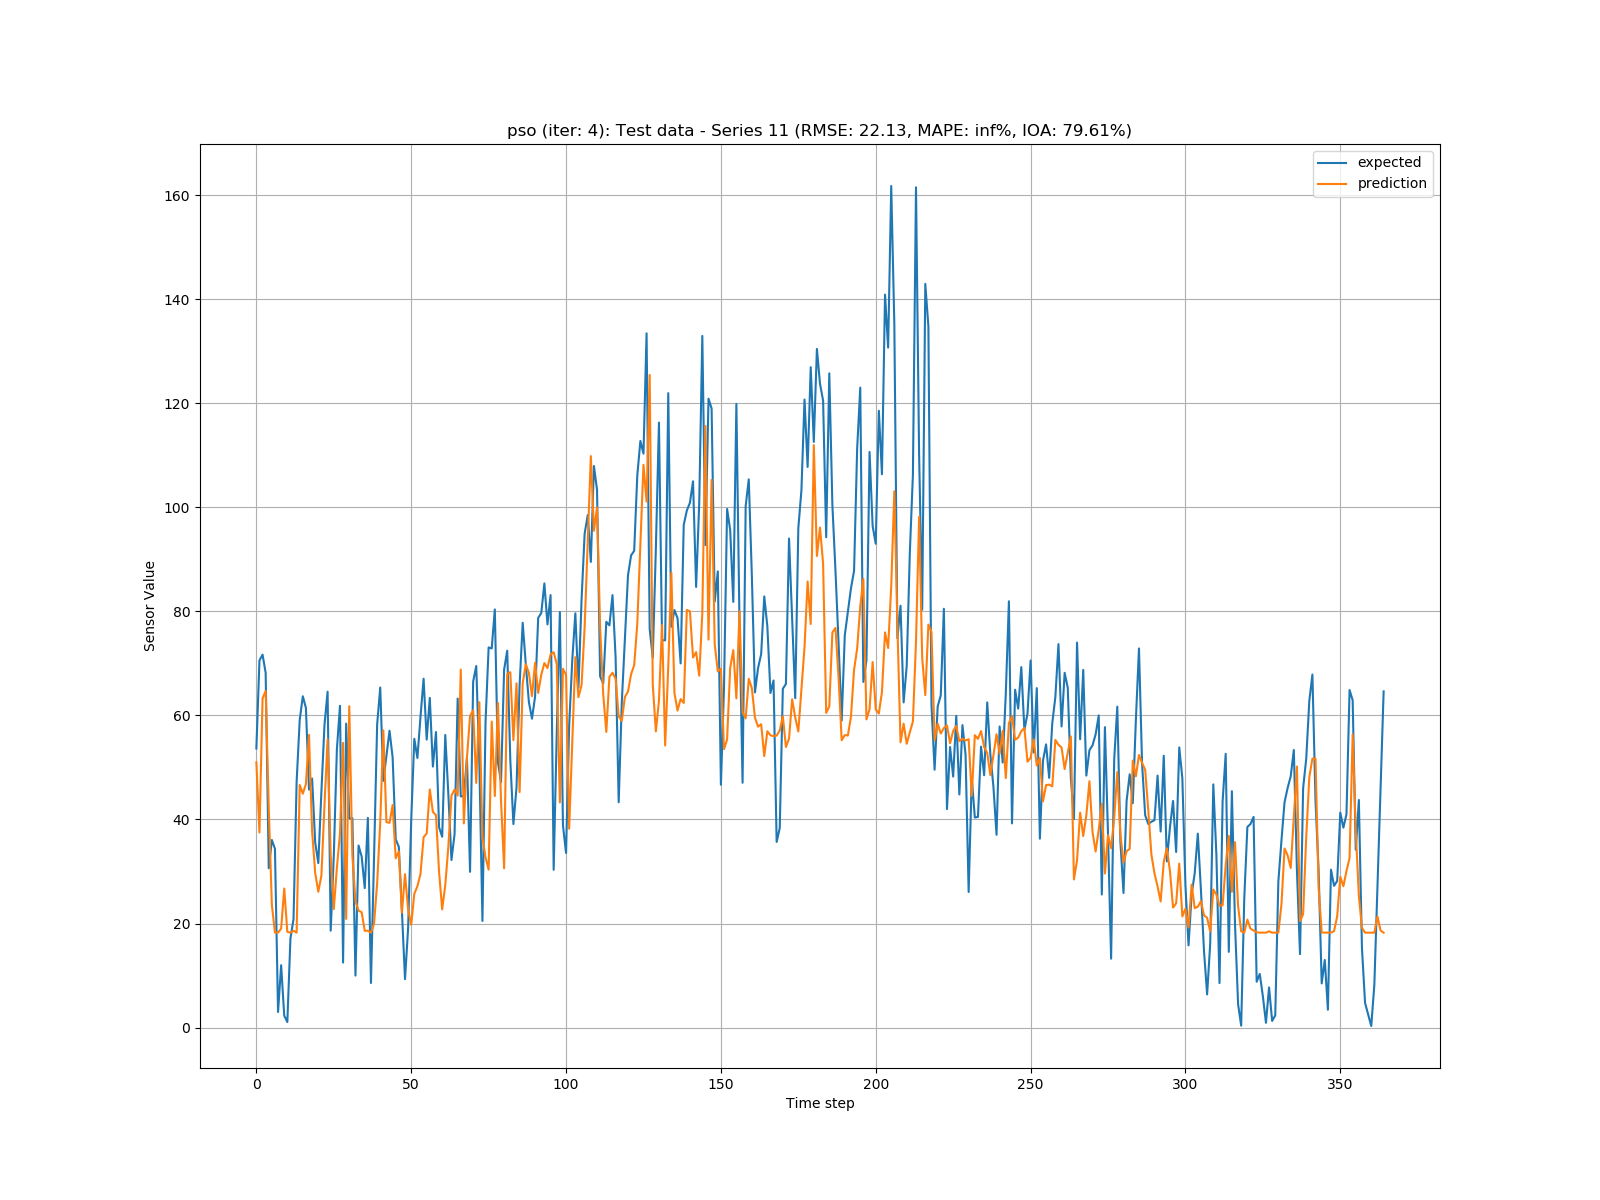 pso (iter: 4): Test data - Series 11 (RMSE: 22.13, MAPE: inf%, IOA: 79.61%)
expected
prediction
160
140
120
100
80
60
40
20
0
Sensor Value
0 50 100 150 200 250 300 350
Time step